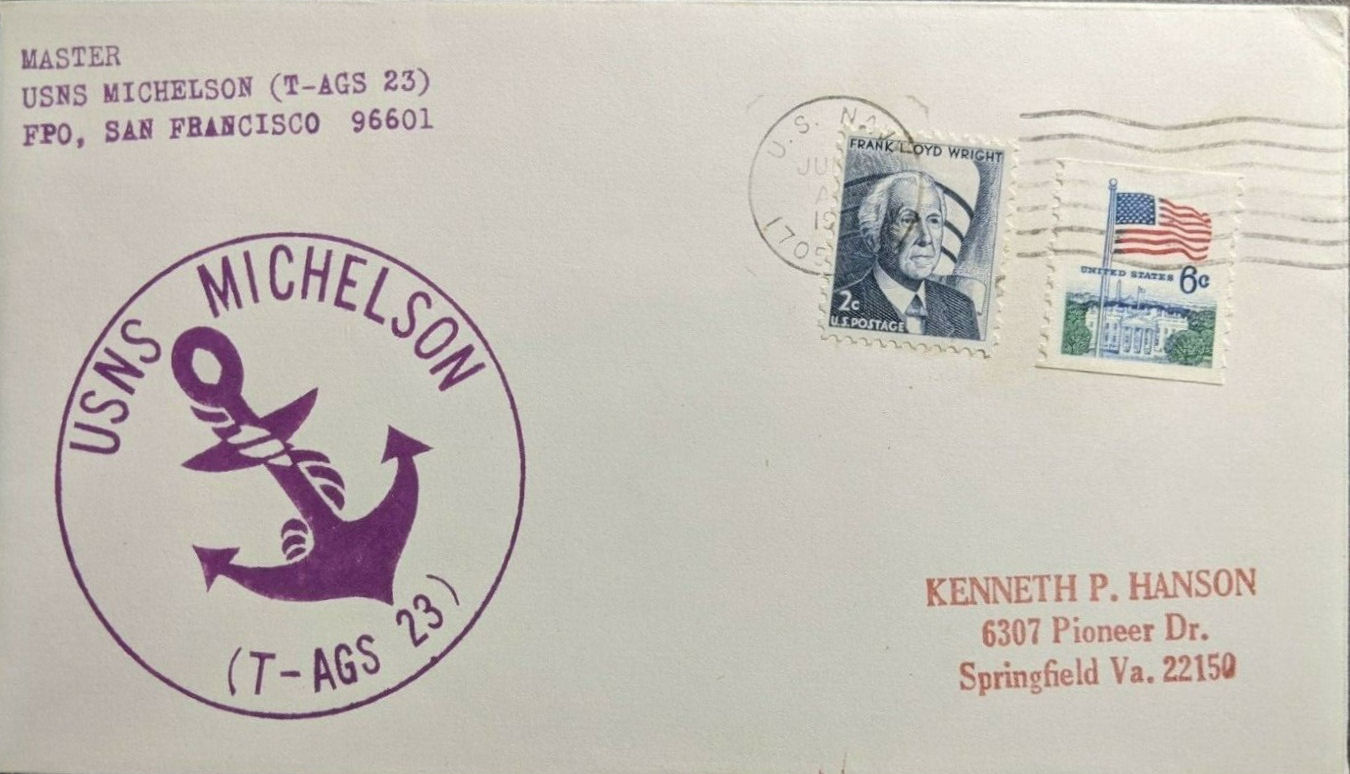 MASTER
USNS MICHELSON (T-AGS 23)
FPO, SAN FRANCISCO 96601
USNS MICHELSON
(T-AGS 23)
U.S.
1705
FRANK LLOYD WRIGHT
2c
U.S. POSTAGE
UNITED STATES 6c
KENNETH P. HANSON
6307 Pioneer Dr.
Springfield Va. 22150